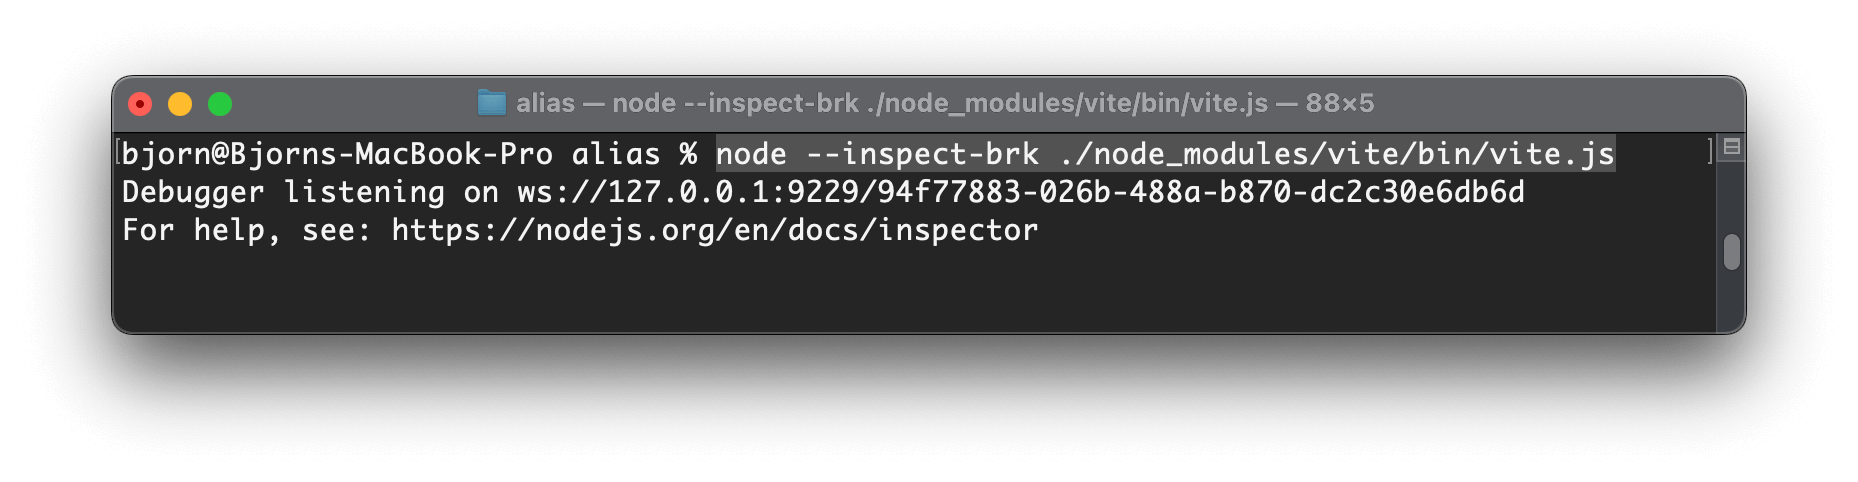 alias — node --inspect-brk ./node_modules/vite/bin/vite.js — 88×5
[bjorn@Bjorns-MacBook-Pro alias % node --inspect-brk ./node_modules/vite/bin/vite.js ]
Debugger listening on ws://127.0.0.1:9229/94f77883-026b-488a-b870-dc2c30e6db6d
For help, see: https://nodejs.org/en/docs/inspector